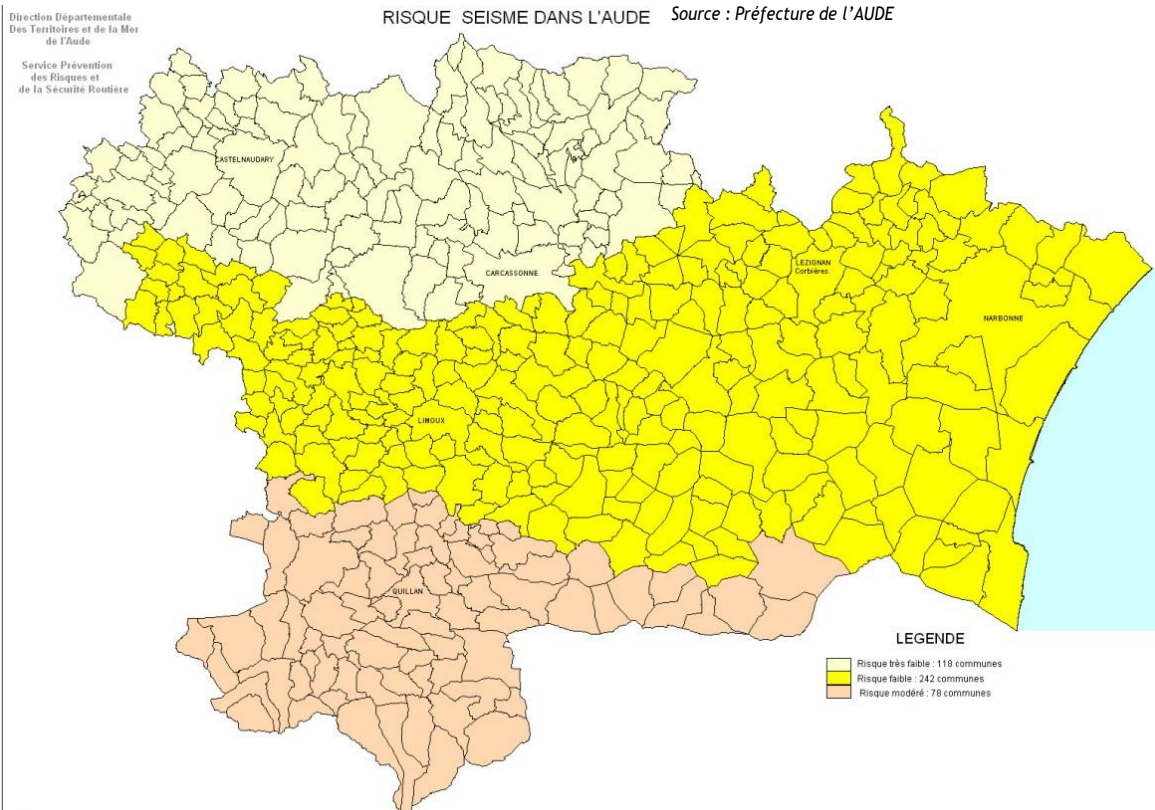 Direction Départementale
Des Territoires et de la Mer
de l'Aude
Service Prévention
des Risques et
de la Sécurité Routière
RISQUE SEISME DANS L'AUDE
Source : Préfecture de l'AUDE
CASTELNAUDARY
CARCASSONNE
LEZIGNAN
Corbières.
NARBONNE
LIMOUX
QUILLAN
LEGENDE
Risque très faible : 118 communes
Risque faible : 242 communes
Risque modéré : 78 communes